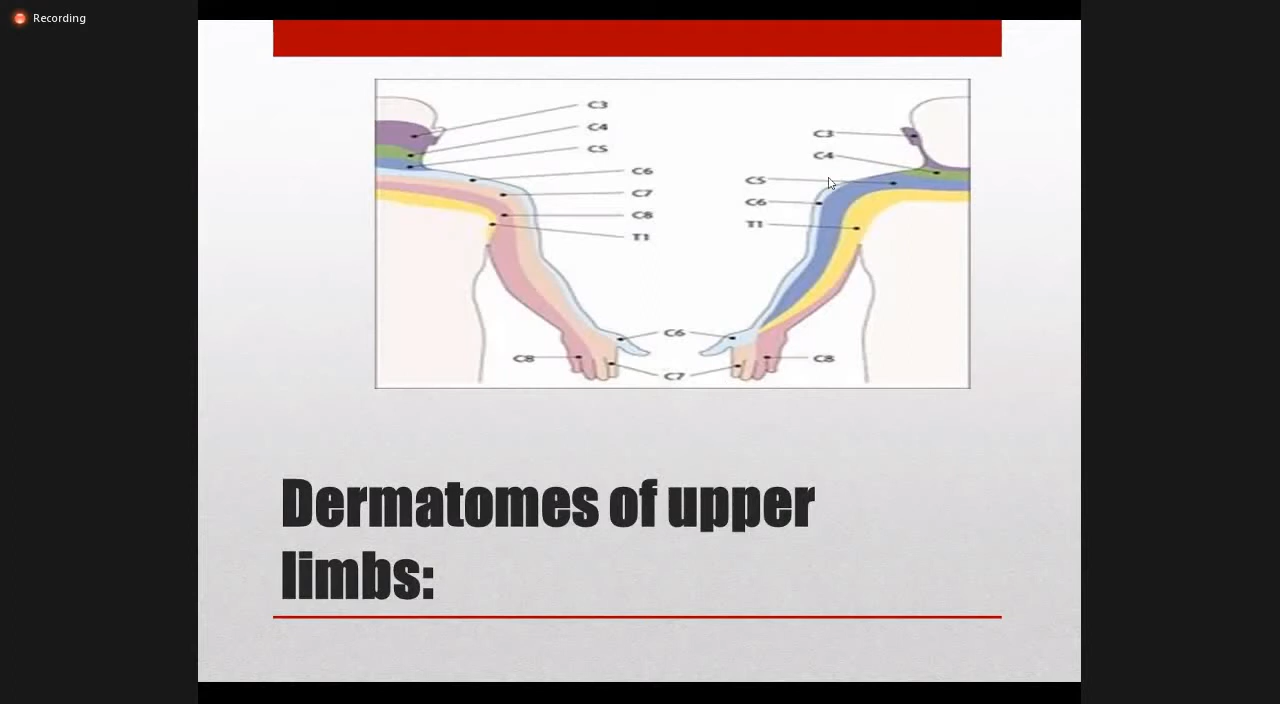 Recording
C3
C4
C5
C6
C7
C8
T1
C3
C4
C5
C6
T1
C6
C8
C7
C8
Dermatomes of upper
limbs: